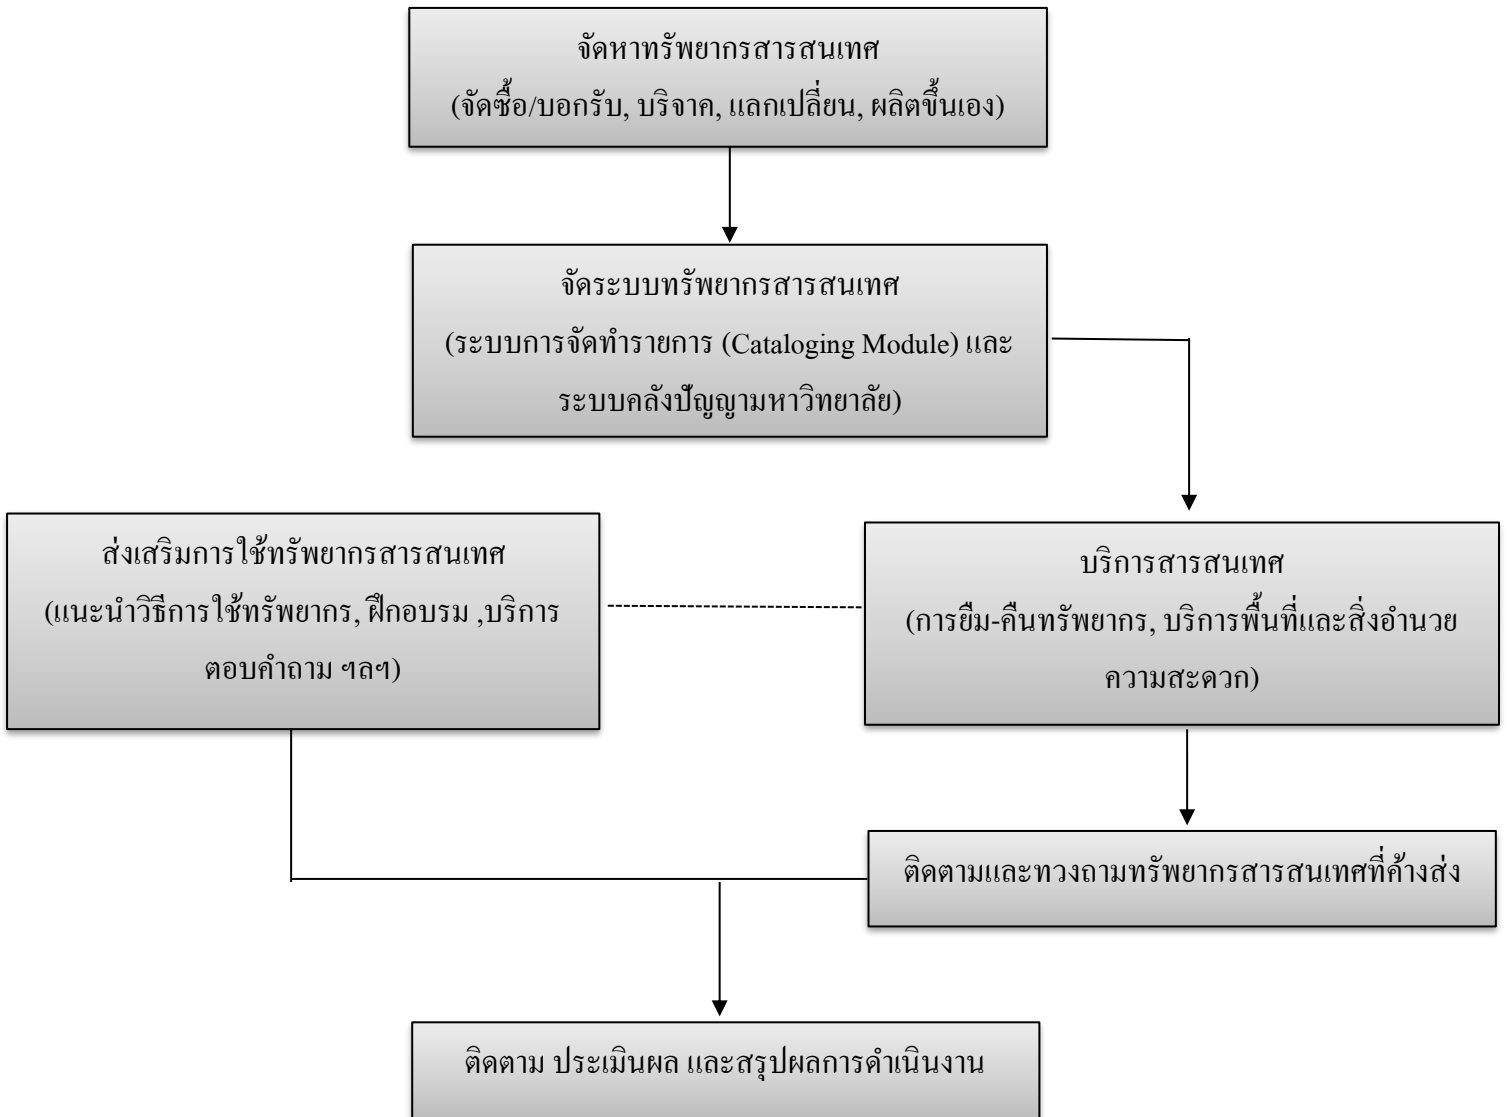 จัดหาทรัพยากรสารสนเทศ
(จัดซื้อ/บอกรับ, บริจาค, แลกเปลี่ยน, ผลิตขึ้นเอง)
จัดระบบทรัพยากรสารสนเทศ
(ระบบการจัดทำรายการ (Cataloging Module) และ
ระบบคลังปัญญามหาวิทยาลัย)
ส่งเสริมการใช้ทรัพยากรสารสนเทศ
(แนะนำวิธีการใช้ทรัพยากร, ฝึกอบรม ,บริการ
ตอบคำถาม ฯลฯ)
บริการสารสนเทศ
(การยืม-คืนทรัพยากร, บริการพื้นที่และสิ่งอำนวย
ความสะดวก)
ติดตามและทวงถามทรัพยากรสารสนเทศที่ค้างส่ง
ติดตาม ประเมินผล และสรุปผลการดำเนินงาน